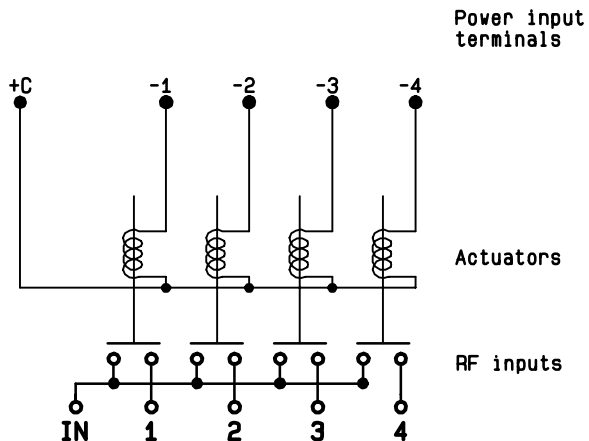 Power input
terminals
+C -1 -2 -3 -4
Actuators
RF inputs
IN 1 2 3 4